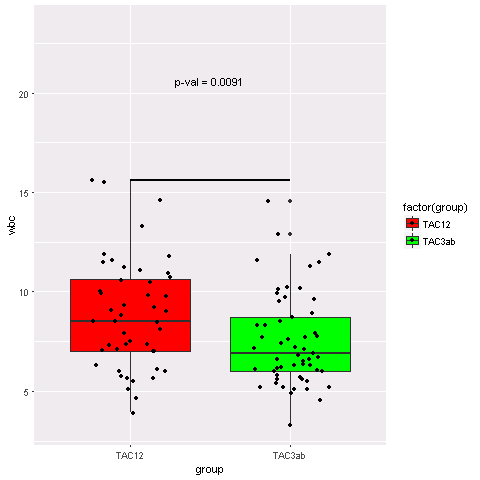 p-val = 0.0091
20
15
10
5
wbc
TAC12
TAC3ab
group
factor(group)
TAC12
TAC3ab